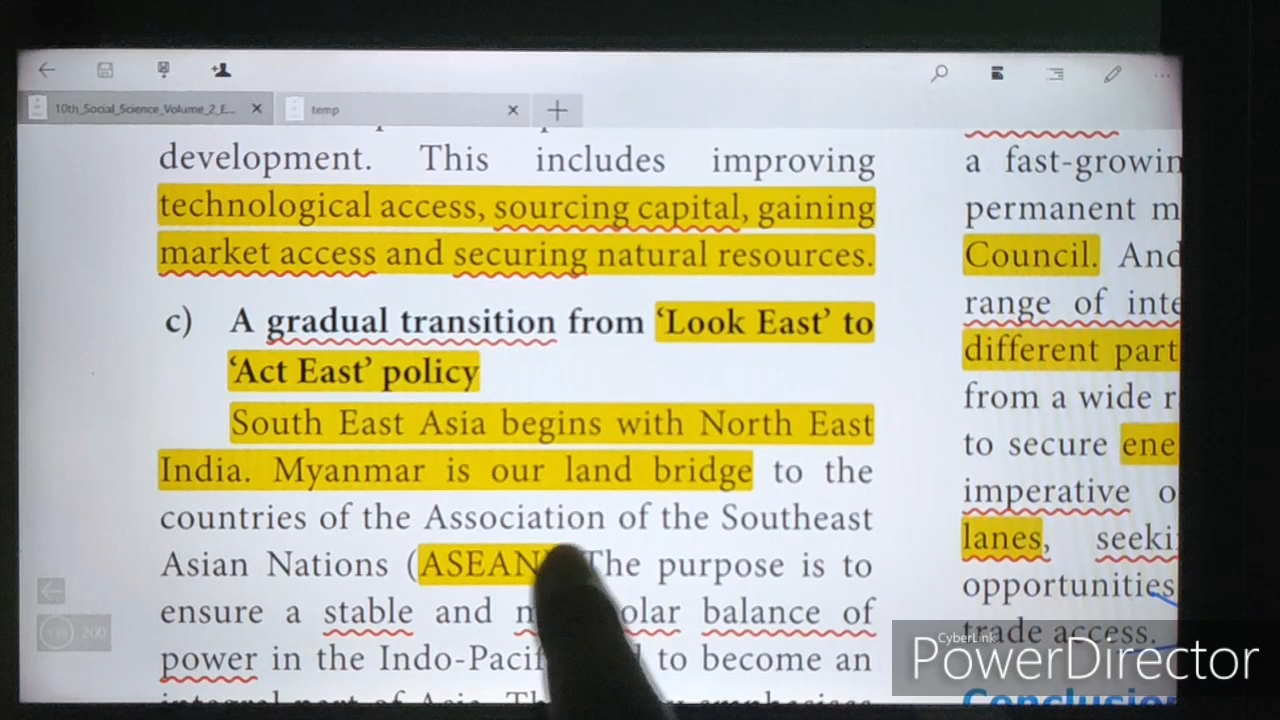 10th_Social_Science_Volume_2_E...
temp
development. This includes improving
technological access, sourcing capital, gaining
market access and securing natural resources.
c) A gradual transition from ‘Look East’ to
‘Act East’ policy
South East Asia begins with North East
India. Myanmar is our land bridge to the
countries of the Association of the Southeast
Asian Nations (ASEAN The purpose is to
ensure a stable and balance of
power in the to become an
a fast-growin
permanent m
Council. And
range of inte
different part
from a wide r
to secure ene
imperative o
lanes, seeki
opportunities
trade access.
Conclusion
200
CyberLink
PowerDirector